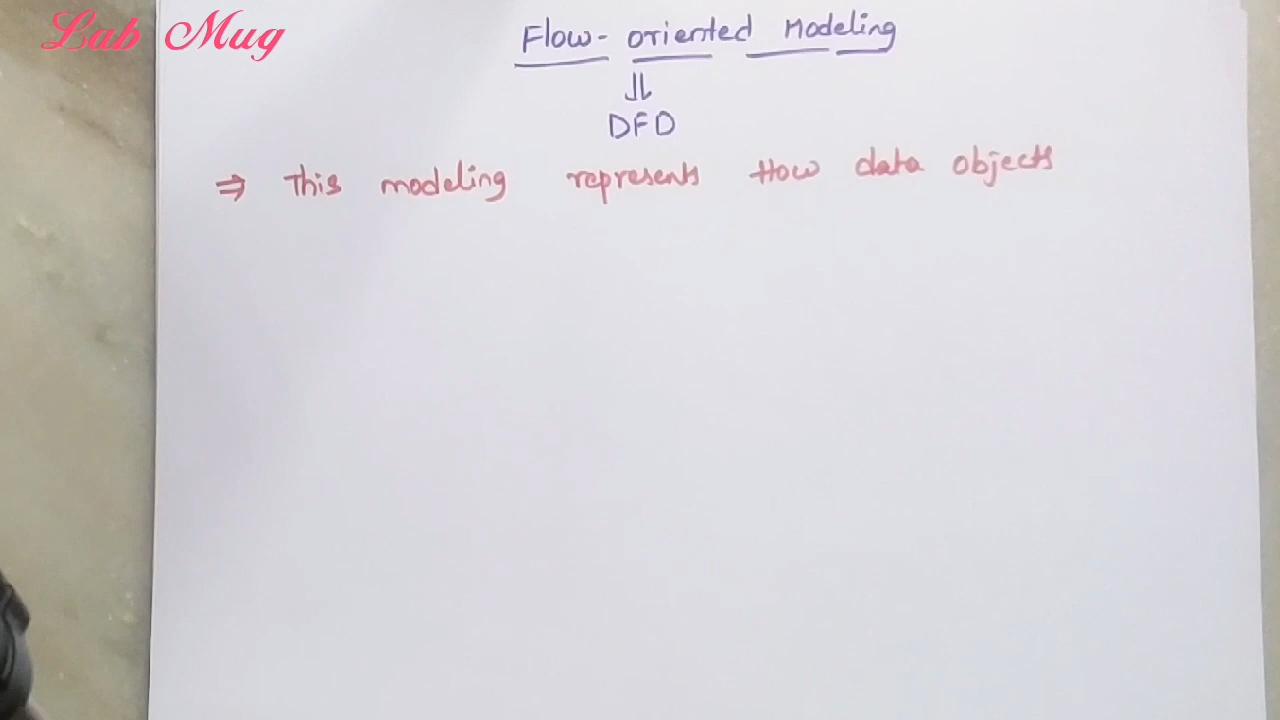 Lab Mug
Flow-oriented Modeling
⇓
DFD
⇒ This modeling represents How data objects